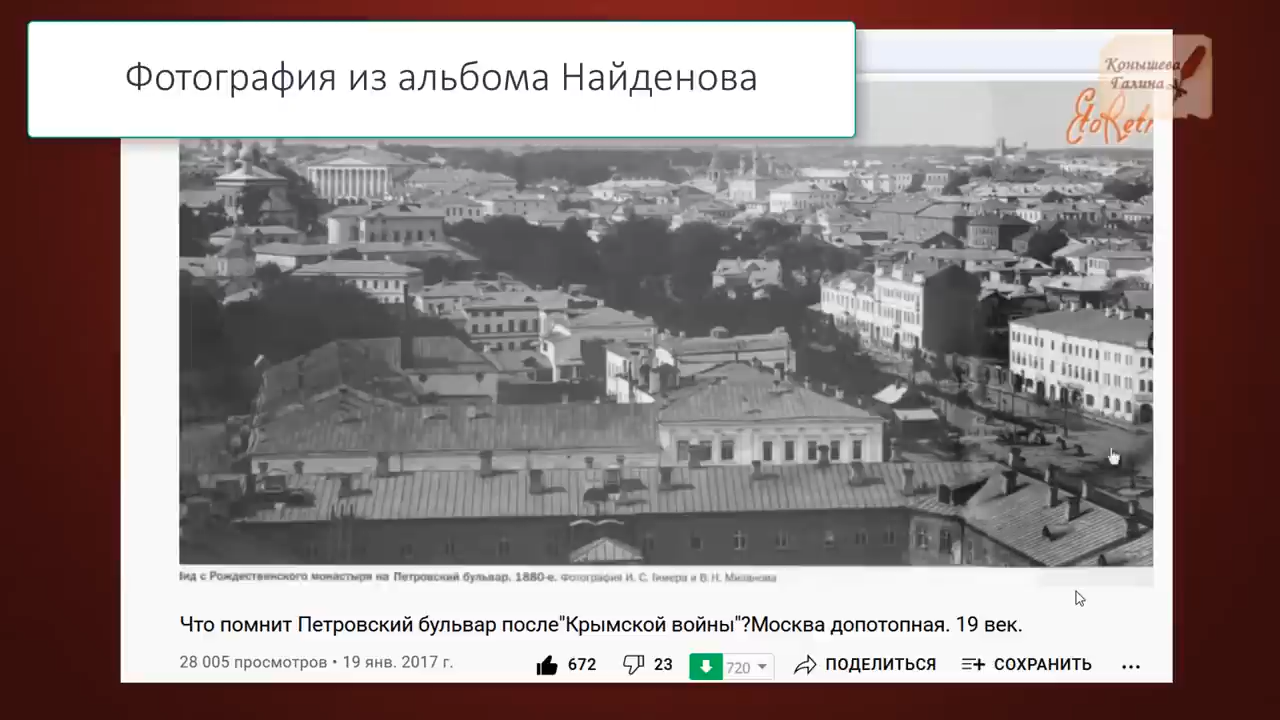 Фотография из альбома Найденова
Конышева
Галина
EtoRetr
Вид с Рождественского монастыря на Петровский бульвар. 1880-е. Фотография И. С. Гимера и
Что помнит Петровский бульвар после"Крымской войны"?Москва допотопная. 19 век.
28 005 просмотров • 19 янв. 2017 г.
672
23
720
ПОДЕЛИТЬСЯ
СОХРАНИТЬ